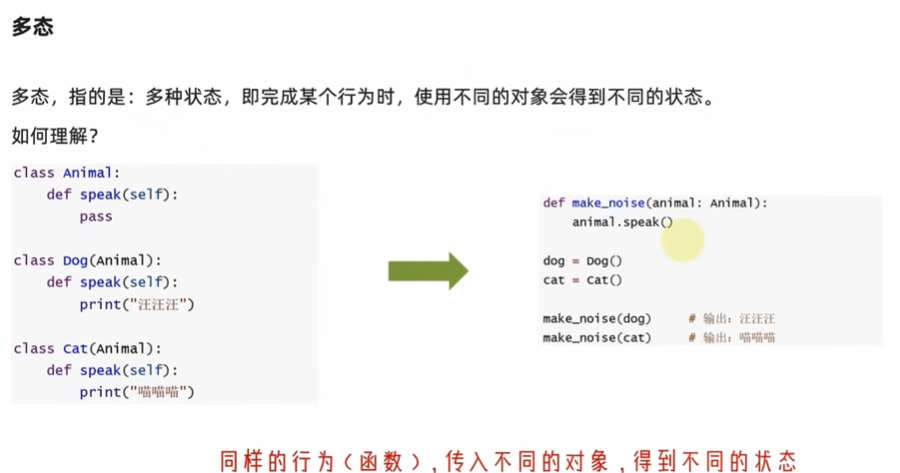 多态
多态，指的是：多种状态，即完成某个行为时，使用不同的对象会得到不同的状态。
如何理解？
class Animal:
    def speak(self):
        pass
class Dog(Animal):
    def speak(self):
        print("汪汪汪")
class Cat(Animal):
    def speak(self):
        print("喵喵喵")
def make_noise(animal: Animal):
    animal.speak()
dog = Dog()
cat = Cat()
make_noise(dog)     # 输出：汪汪汪
make_noise(cat)     # 输出：喵喵喵
同样的行为（函数），传入不同的对象，得到不同的状态